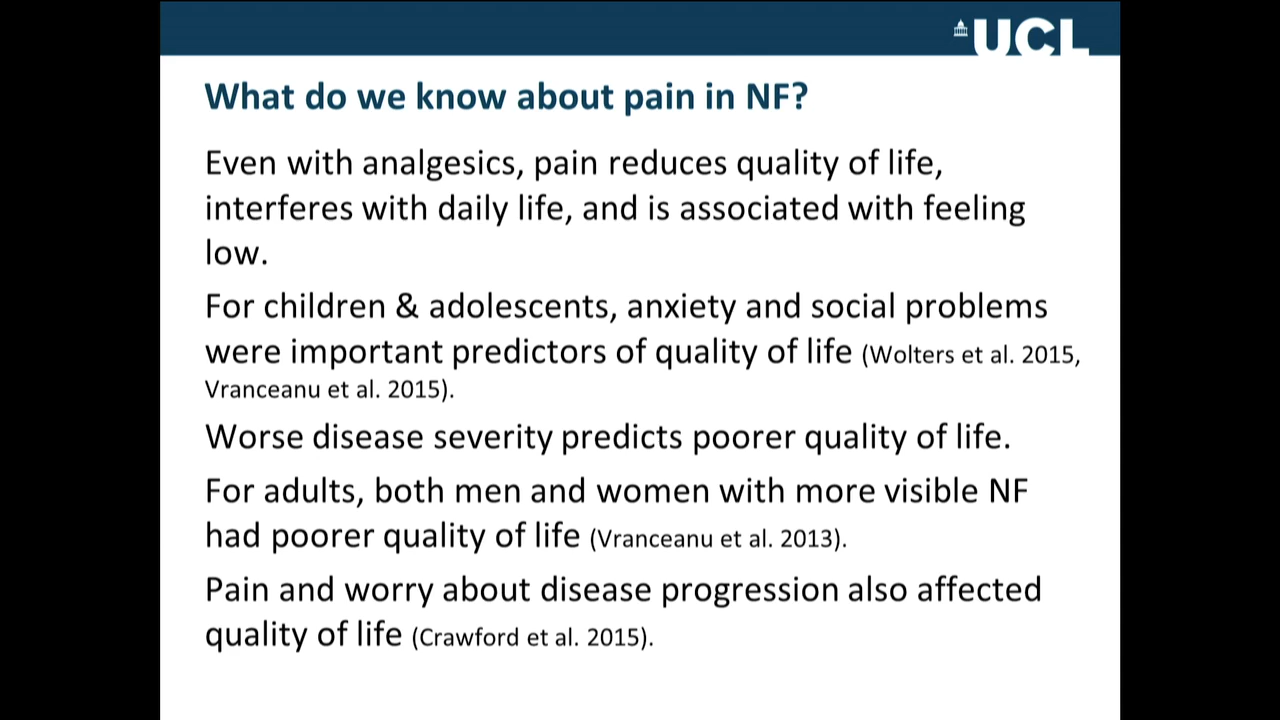 UCL
What do we know about pain in NF?
Even with analgesics, pain reduces quality of life,
interferes with daily life, and is associated with feeling
low.
For children & adolescents, anxiety and social problems
were important predictors of quality of life (Wolters et al. 2015,
Vranceanu et al. 2015).
Worse disease severity predicts poorer quality of life.
For adults, both men and women with more visible NF
had poorer quality of life (Vranceanu et al. 2013).
Pain and worry about disease progression also affected
quality of life (Crawford et al. 2015).